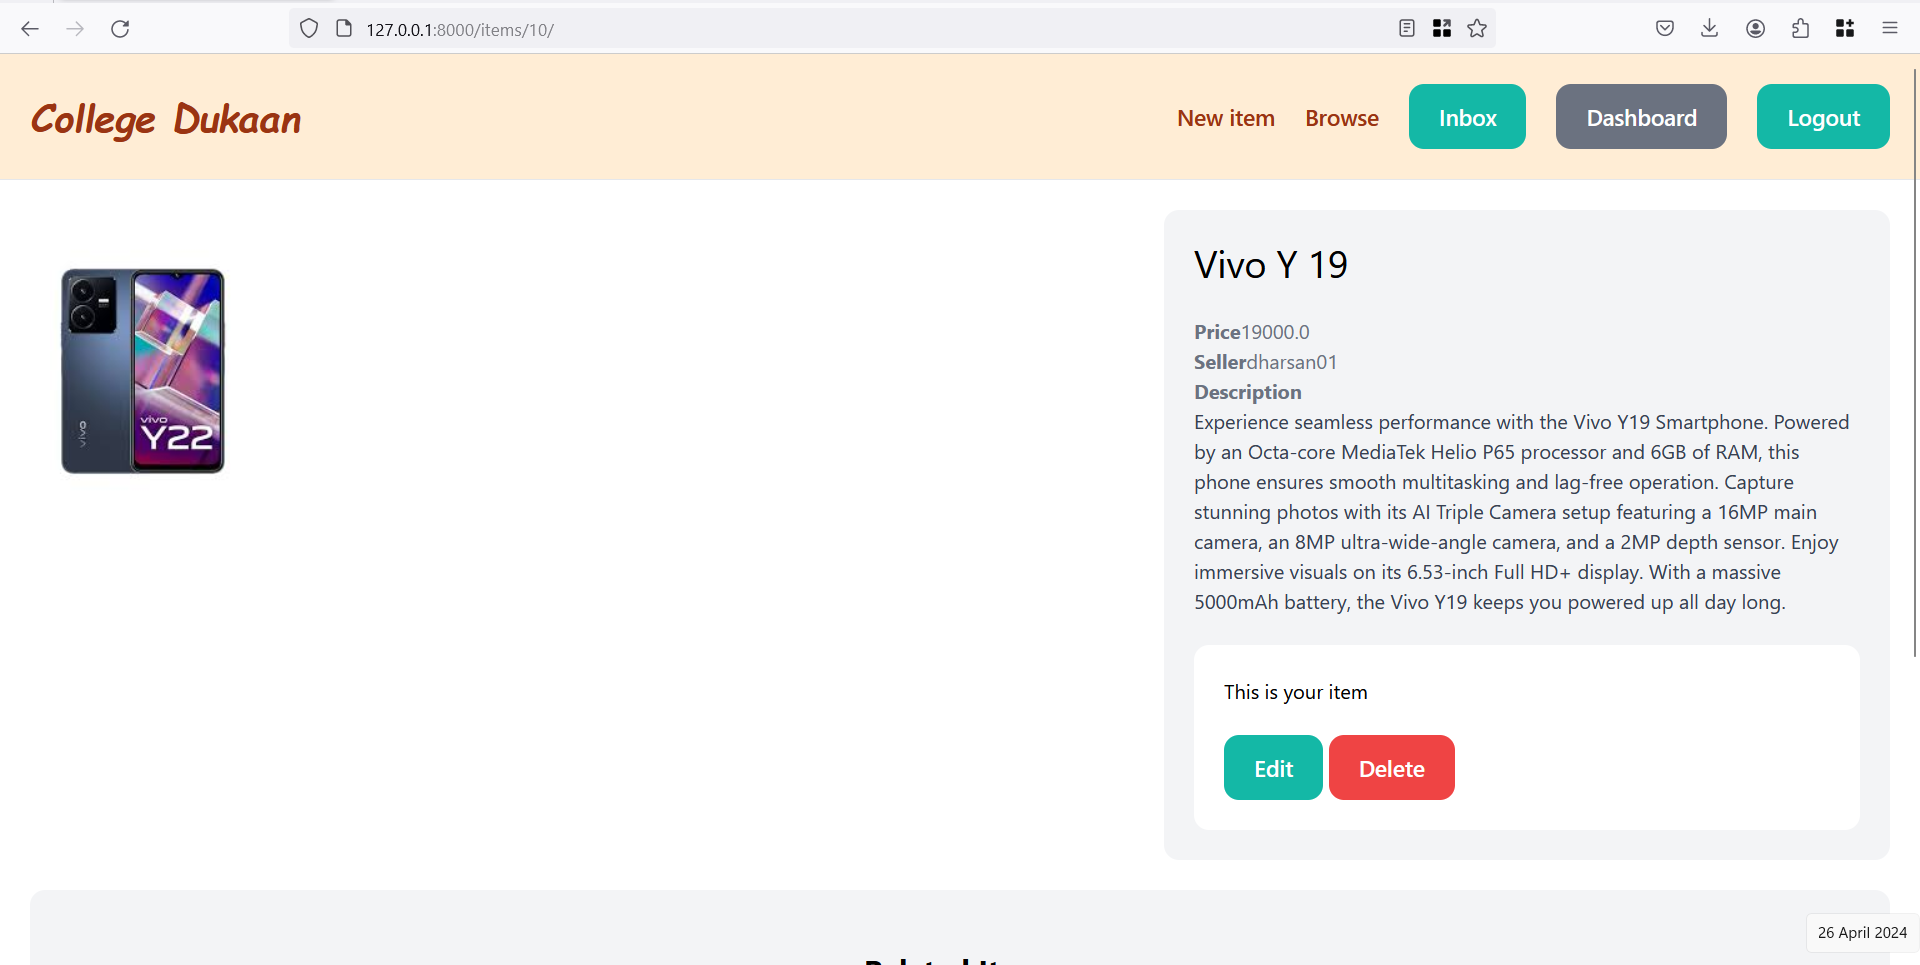 127.0.0.1:8000/items/10/
College Dukaan
New item
Browse
Inbox
Dashboard
Logout
vivo
vivo
Y22
Vivo Y 19
Price19000.0
Sellerdharsan01
Description
Experience seamless performance with the Vivo Y19 Smartphone. Powered
by an Octa-core MediaTek Helio P65 processor and 6GB of RAM, this
phone ensures smooth multitasking and lag-free operation. Capture
stunning photos with its AI Triple Camera setup featuring a 16MP main
camera, an 8MP ultra-wide-angle camera, and a 2MP depth sensor. Enjoy
immersive visuals on its 6.53-inch Full HD+ display. With a massive
5000mAh battery, the Vivo Y19 keeps you powered up all day long.
This is your item
Edit
Delete
26 April 2024